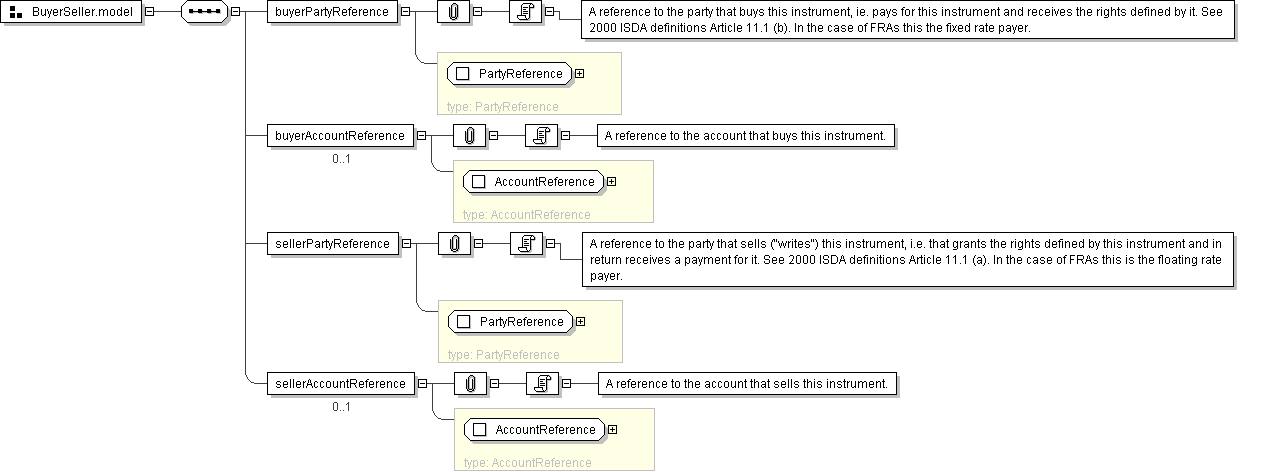 BuyerSeller.model
buyerPartyReference
A reference to the party that buys this instrument, ie. pays for this instrument and receives the rights defined by it. See
2000 ISDA definitions Article 11.1 (b). In the case of FRAs this the fixed rate payer.
PartyReference
type: PartyReference
buyerAccountReference
0..1
A reference to the account that buys this instrument.
AccountReference
type: AccountReference
sellerPartyReference
A reference to the party that sells ("writes") this instrument, i.e. that grants the rights defined by this instrument and in
return receives a payment for it. See 2000 ISDA definitions Article 11.1 (a). In the case of FRAs this is the floating rate
payer.
PartyReference
type: PartyReference
sellerAccountReference
0..1
A reference to the account that sells this instrument.
AccountReference
type: AccountReference